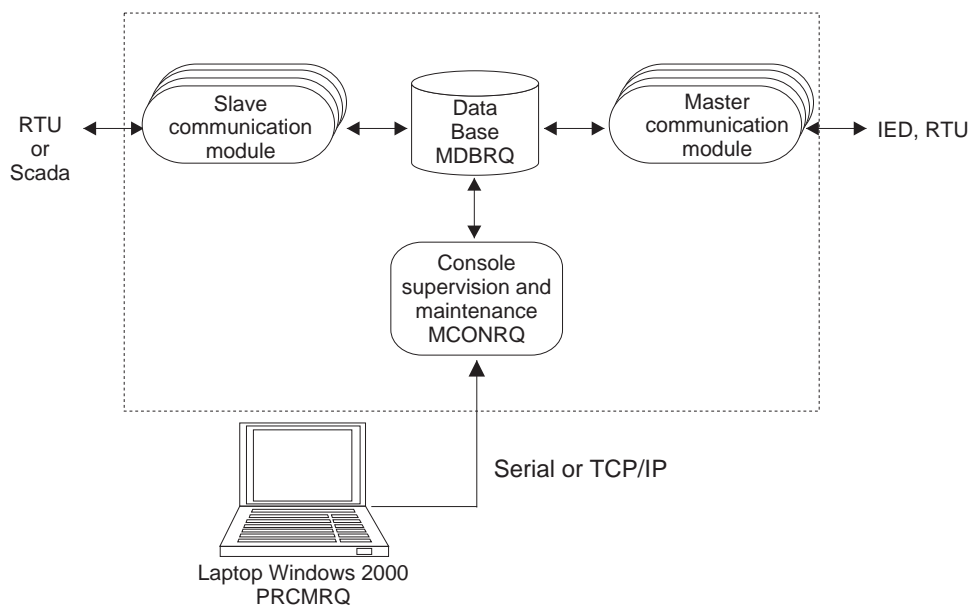 RTU
or
Scada
Slave
communication
module
Data
Base
MDBRQ
Master
communication
module
IED, RTU
Console
supervision and
maintenance
MCONRQ
Serial or TCP/IP
Laptop Windows 2000
PRCMRQ